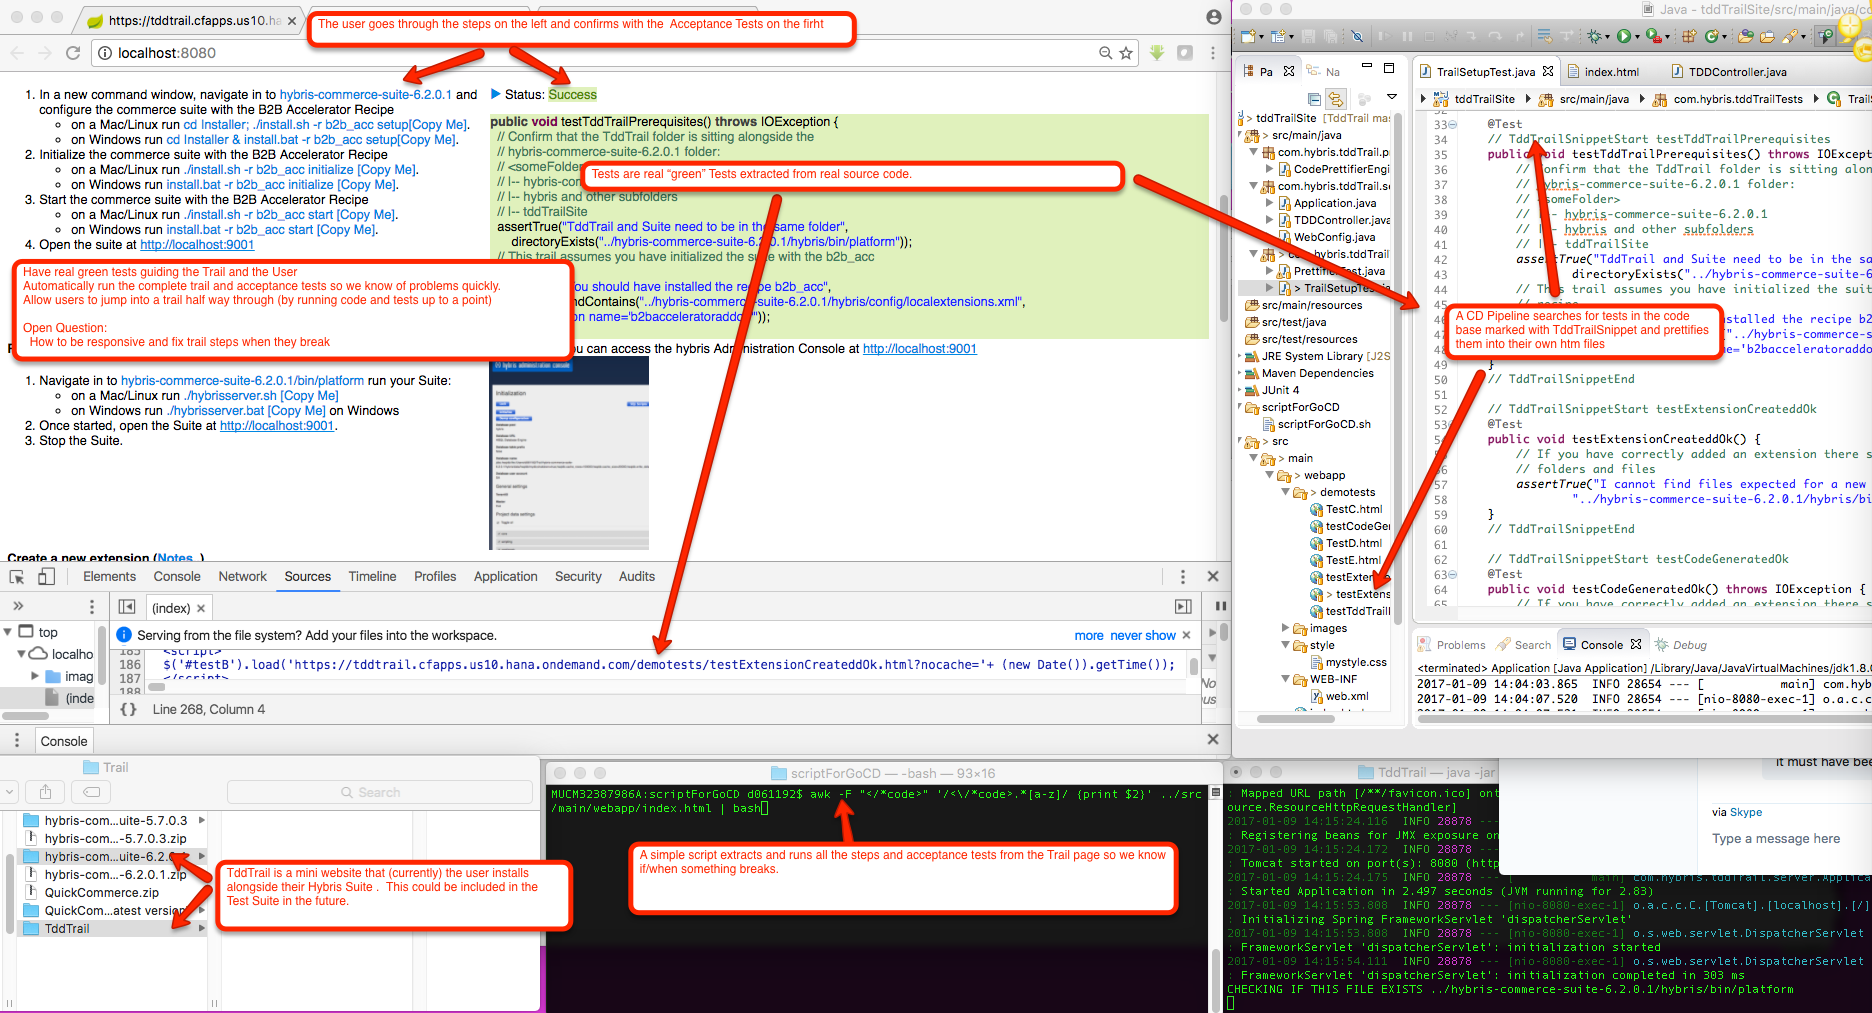 https://tddtrail.cfapps.us10.ha
localhost:8080
The user goes through the steps on the left and confirms with the Acceptance Tests on the firht
1. In a new command window, navigate in to hybris-commerce-suite-6.2.0.1 and
configure the commerce suite with the B2B Accelerator Recipe
on a Mac/Linux run cd Installer; ./install.sh -r b2b_acc setup[Copy Me].
on Windows run cd Installer & install.bat -r b2b_acc setup[Copy Me].
2. Initialize the commerce suite with the B2B Accelerator Recipe
on a Mac/Linux run ./install.sh -r b2b_acc initialize [Copy Me].
on Windows run install.bat -r b2b_acc initialize [Copy Me].
3. Start the commerce suite with the B2B Accelerator Recipe
on a Mac/Linux run ./install.sh -r b2b_acc start [Copy Me].
on Windows run install.bat -r b2b_acc start [Copy Me].
4. Open the suite at http://localhost:9001
Have real green tests guiding the Trail and the User
Automatically run the complete trail and acceptance tests so we know of problems quickly.
Allow users to jump into a trail half way through (by running code and tests up to a point)
Open Question:
How to be responsive and fix trail steps when they break
1. Navigate in to hybris-commerce-suite-6.2.0.1/bin/platform run your Suite:
on a Mac/Linux run ./hybrisserver.sh [Copy Me]
on Windows run ./hybrisserver.bat [Copy Me] on Windows
2. Once started, open the Suite at http://localhost:9001.
3. Stop the Suite.
Create a new extension (Notes )
Status: Success
public void testTddTrailPrerequisites() throws IOException {
// Confirm that the TddTrail folder is sitting alongside the
// hybris-commerce-suite-6.2.0.1 folder:
// <someFolder
// |-- hybris-com
// |-- hybris and other subfolders
// |-- tddTrailSite
assertTrue("TddTrail and Suite need to be in the same folder",
directoryExists("../hybris-commerce-suite-6.2.0.1/hybris/bin/platform"));
// This trail assumes you have initialized the suite with the b2b_acc
ou should have installed the recipe b2b_acc",
ndContains("../hybris-commerce-suite-6.2.0.1/hybris/config/localextensions.xml",
on name='b2bacceleratoraddon'"));
Tests are real “green” Tests extracted from real source code.
ou can access the hybris Administration Console at http://localhost:9001
hybris administration console
Initialization
General settings
Project data settings
Elements Console Network Sources Timeline Profiles Application Security Audits
(index)
top
localho
imag
(inde
Serving from the file system? Add your files into the workspace.
more never show
185 <script>
186 $('#testB').load('https://tddtrail.cfapps.us10.hana.ondemand.com/demotests/testExtensionCreateddOk.html?nocache='+ (new Date()).getTime());
187 </script>
188
{} Line 268, Column 4
No
us
Console
Trail
Search
hybris-com...uite-5.7.0.3
hybris-com...-5.7.0.3.zip
hybris-com...uite-6.2.0
hybris-com...-6.2.0.1.zip
QuickCommerce.zip
QuickCom...atest version
TddTrail
TddTrail is a mini website that (currently) the user installs
alongside their Hybris Suite . This could be included in the
Test Suite in the future.
scriptForGoCD — -bash — 93×16
MUCM32387986A:scriptForGoCD d061192$ awk -F "</*code>" '/<\/*code>.*[a-z]/ {print $2}' ../src
/main/webapp/index.html | bash
A simple script extracts and runs all the steps and acceptance tests from the Trail page so we know
if/when something breaks.
Java - tddTrailSite/src/main/java/co
Pa
Na
tddTrailSite [TddTrail mas
src/main/java
com.hybris.tddTrail.p
CodePrettifierEngi
com.hybris.tddTrail.se
Application.java
TDDController.java
WebConfig.java
com.hybris.tddTrail
PrettifierTest.java
TrailSetupTest.java
src/main/resources
src/test/java
src/test/resources
JRE System Library [J2S
Maven Dependencies
JUnit 4
scriptForGoCD
scriptForGoCD.sh
src
main
webapp
demotests
TestC.html
testCodeGer
TestD.html
TestE.html
testExtensio
testExtens
testTddTrailI
images
style
mystyle.css
WEB-INF
web.xml
TrailSetupTest.java index.html TDDController.java
tddTrailSite src/main/java com.hybris.tddTrailTests Trail
33 @Test
34 // TddTrailSnippetStart testTddTrailPrerequisites
35 public void testTddTrailPrerequisites() throws IOExcept
36 // Confirm that the TddTrail folder is sitting alon
37 // hybris-commerce-suite-6.2.0.1 folder:
38 // <someFolder>
39 // |-- hybris-commerce-suite-6.2.0.1
40 // |-- hybris and other subfolders
41 // |-- tddTrailSite
42 assertTrue("TddTrail and Suite need to be in the sa
43 directoryExists("../hybris-commerce-suite-6
44 // This trail assumes you have initialized the suit
45 // recipe
46 nstalled the recipe b2
47 ("../hybris-commerce-s
48 me='b2bacceleratoraddo
49 }
50 // TddTrailSnippetEnd
51
52 // TddTrailSnippetStart testExtensionCreateddOk
53 @Test
54 public void testExtensionCreateddOk() {
55 // If you have correctly added an extension there s
56 // folders and files
57 assertTrue("I cannot find files expected for a new
58 "../hybris-commerce-suite-6.2.0.1/hybris/bi
59 }
60 // TddTrailSnippetEnd
61
62 // TddTrailSnippetStart testCodeGeneratedOk
63 @Test
64 public void testCodeGeneratedOk() throws IOException {
65 // If you have correctly added an extension there s
A CD Pipeline searches for tests in the code
base marked with TddTrailSnippet and prettifies
them into their own htm files
Problems Search Console Debug
<terminated> Application [Java Application] /Library/Java/JavaVirtualMachines/jdk1.8.0
2017-01-09 14:04:03.865 INFO 28654 --- [ main] com.hyb
2017-01-09 14:04:07.520 INFO 28654 --- [nio-8080-exec-1] o.a.c.c
2017-01-09 14:04:07.521 INFO 28654 --- [nio-8080-exec-1]
TddTrail — java -jar
: Mapped URL path [/**/favicon.ico] ont
ource.ResourceHttpRequestHandler]
2017-01-09 14:15:24.116 INFO 28878 ---
: Registering beans for JMX exposure on
2017-01-09 14:15:24.172 INFO 28878 ---
: Tomcat started on port(s): 8080 (http
2017-01-09 14:15:24.175 INFO 28878 --- [ main] com.hybris.tddTrail.server.Applica
: Started Application in 2.497 seconds (JVM running for 2.83)
2017-01-09 14:15:53.808 INFO 28878 --- [nio-8080-exec-1] o.a.c.c.C.[Tomcat].[localhost].[/]
: Initializing Spring FrameworkServlet 'dispatcherServlet'
2017-01-09 14:15:53.808 INFO 28878 --- [nio-8080-exec-1] o.s.web.servlet.DispatcherServlet
: FrameworkServlet 'dispatcherServlet': initialization started
2017-01-09 14:15:54.111 INFO 28878 --- [nio-8080-exec-1] o.s.web.servlet.DispatcherServlet
: FrameworkServlet 'dispatcherServlet': initialization completed in 303 ms
CHECKING IF THIS FILE EXISTS ../hybris-commerce-suite-6.2.0.1/hybris/bin/platform
it must have bee
via Skype
Type a message here